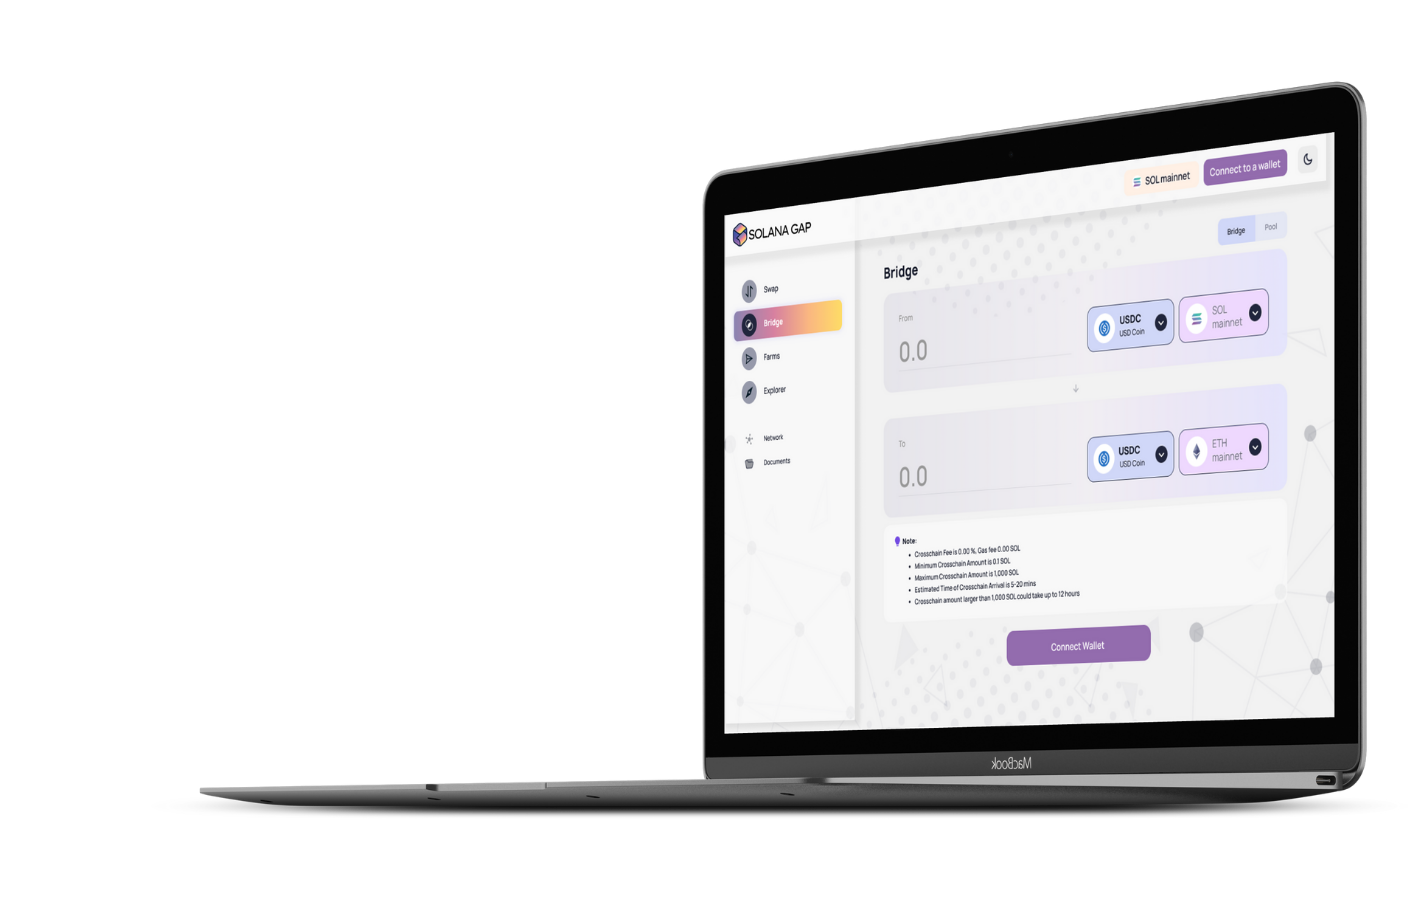 SOL mainnet
Connect to a wallet
SOLANA GAP
Bridge
Pool
Swap
Bridge
Farms
Explorer
Network
Documents
Bridge
From
0.0
USDC
USD Coin
SOL
mainnet
To
0.0
USDC
USD Coin
ETH
mainnet
Note:
• Crosschain Fee is 0.00 %, Gas fee 0.00 SOL
• Minimum Crosschain Amount is 0.1 SOL
• Maximum Crosschain Amount is 1,000 SOL
• Estimated Time of Crosschain Arrival is 5-20 mins
• Crosschain amount larger than 1,000 SOL could take up to 12 hours
Connect Wallet
MacBook